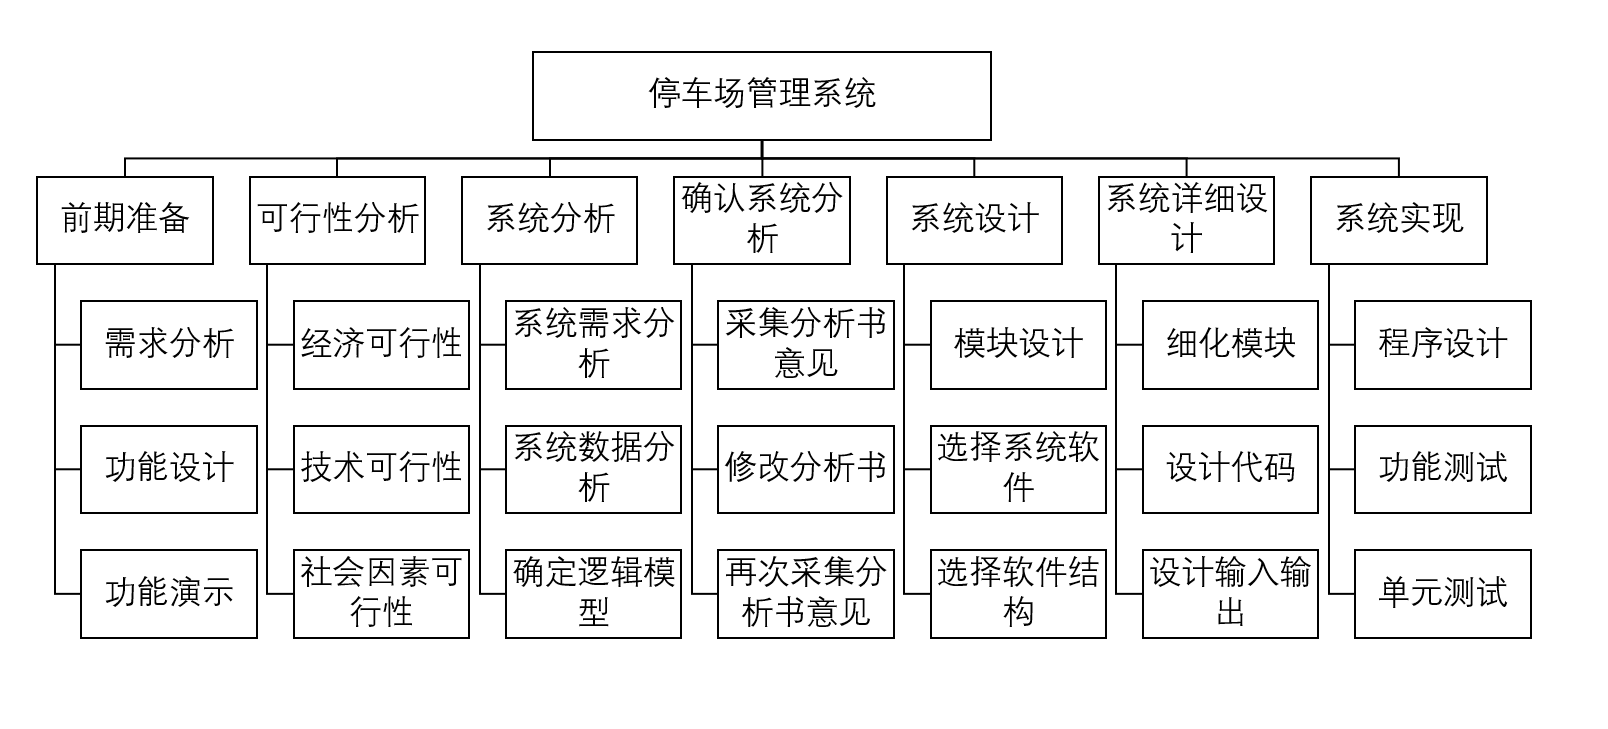 停车场管理系统
前期准备
可行性分析
系统分析
确认系统分
析
系统设计
系统详细设
计
系统实现
需求分析
经济可行性
系统需求分
析
采集分析书
意见
模块设计
细化模块
程序设计
功能设计
技术可行性
系统数据分
析
修改分析书
选择系统软
件
设计代码
功能测试
功能演示
社会因素可
行性
确定逻辑模
型
再次采集分
析书意见
选择软件结
构
设计输入输
出
单元测试